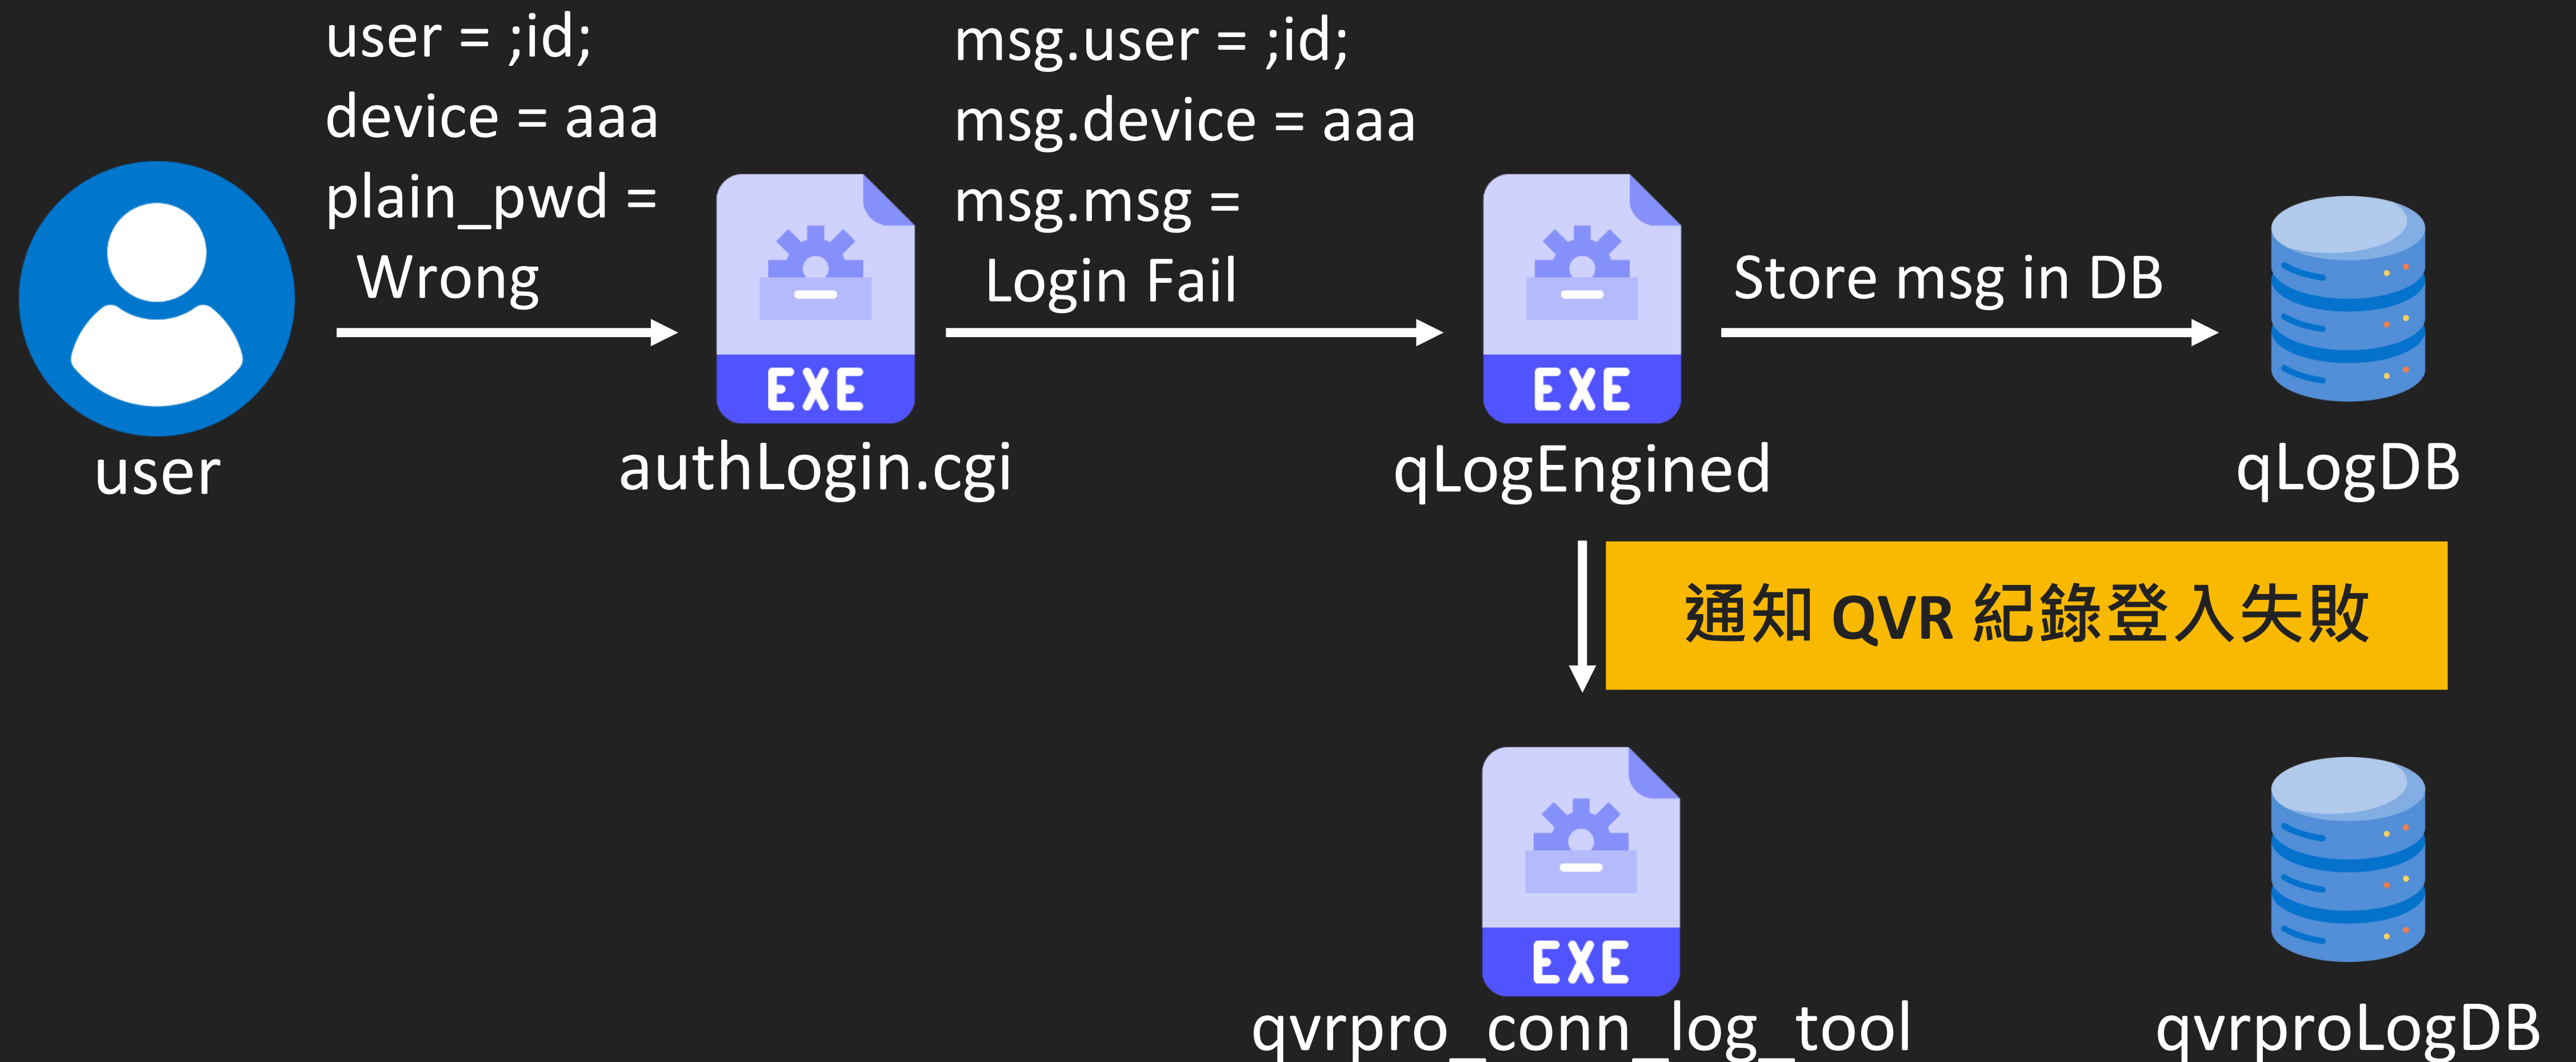 user = ;id;
device = aaa
plain_pwd =
Wrong
msg.user = ;id;
msg.device = aaa
msg.msg =
Login Fail
Store msg in DB
EXE
EXE
user
authLogin.cgi
qLogEngined
qLogDB
通知 QVR 紀錄登入失敗
EXE
qvrpro_conn_log_tool
qvrproLogDB